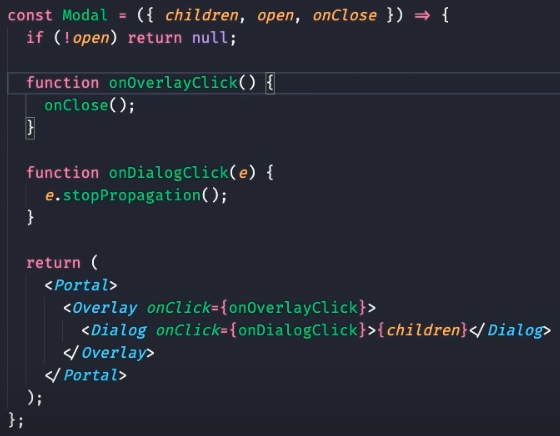 const Modal = ({ children, open, onClose }) => {
  if (!open) return null;

  function onOverlayClick() {
    onClose();
  }

  function onDialogClick(e) {
    e.stopPropagation();
  }

  return (
    <Portal>
      <Overlay onClick={onOverlayClick}>
        <Dialog onClick={onDialogClick}>{children}</Dialog>
      </Overlay>
    </Portal>
  );
};